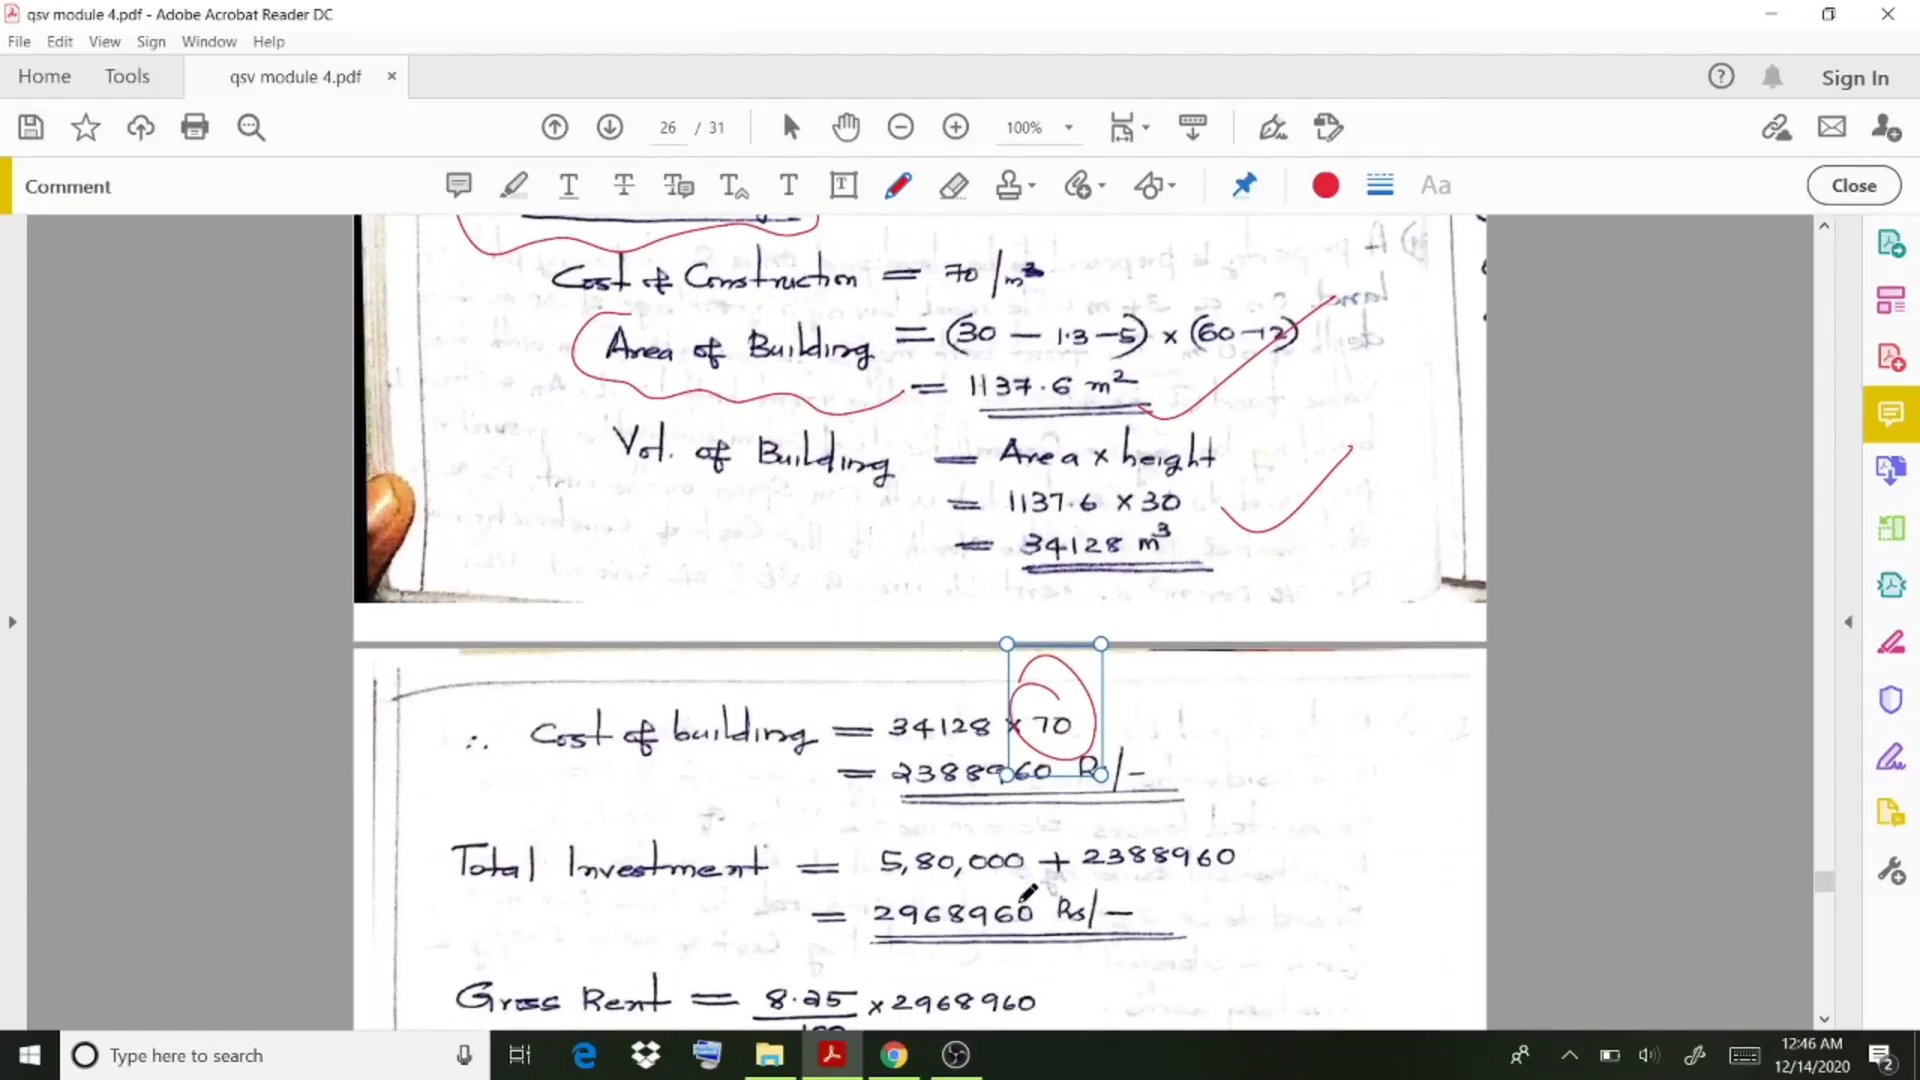 qsv module 4.pdf - Adobe Acrobat Reader DC
File Edit View Sign Window Help
Home Tools qsv module 4.pdf × Sign In
26 / 31 100%
Comment Aa Close
Cost of Construction = 70/m³
Area of Building = (30 - 1.3 - 5) × (60-12)
= 1137.6 m²
Vol. of Building = Area × height
= 1137.6 × 30
= 34128 m³
∴ Cost of building = 34128 × 70
= 2388960 Rs/-
Total Investment = 5,80,000 + 2388960
= 2968960 Rs/-
Gross Rent = 8.25 × 2968960
Type here to search
12:46 AM
12/14/2020
2